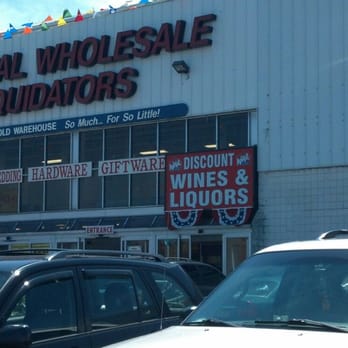 AL WHOLESALE
QUIDATORS
OLD WAREHOUSE So Much... For So Little!
HARDWARE GIFTWARE
DISCOUNT
WINES &
LIQUORS
ENTRANCE